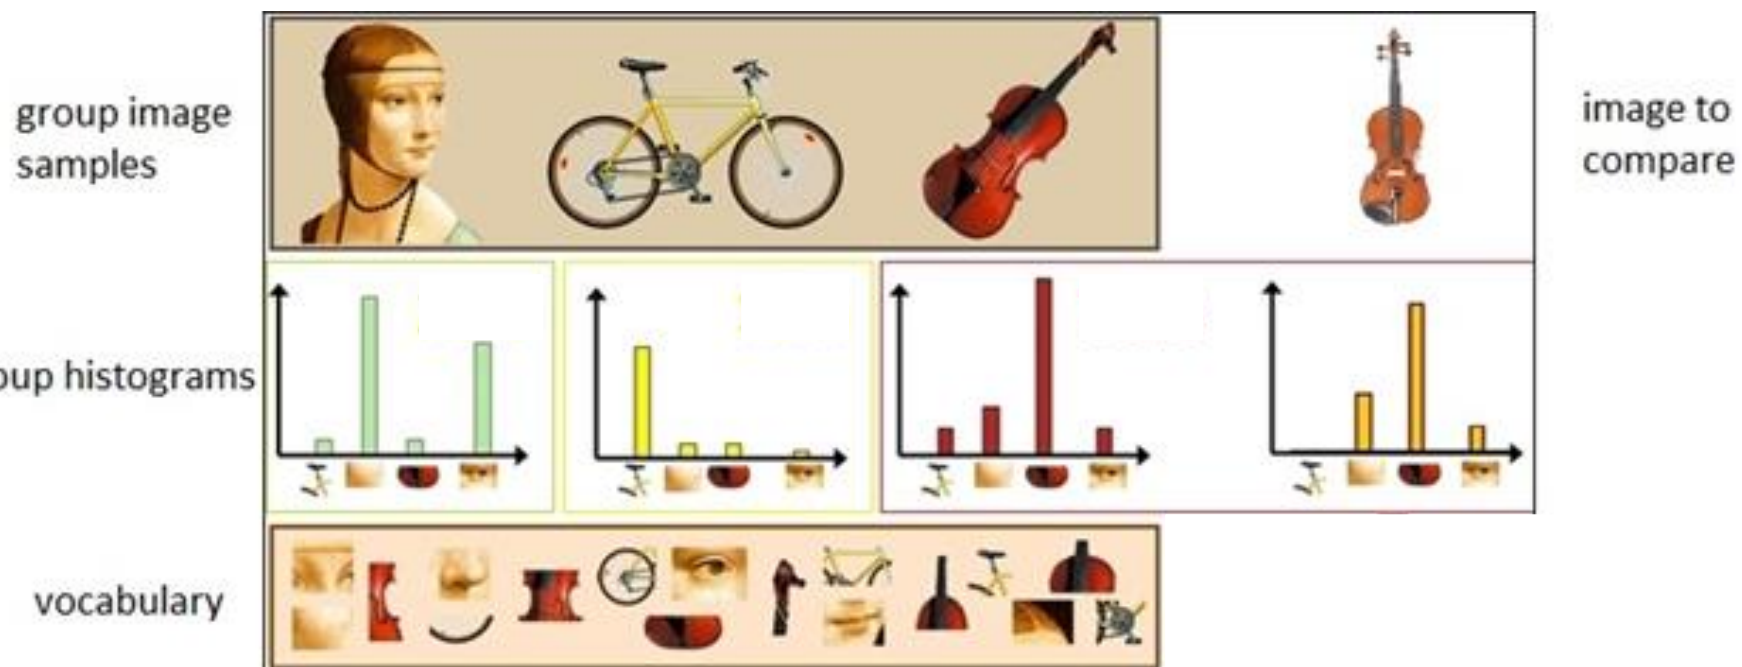 group image
samples
image to
compare
oup histograms
vocabulary